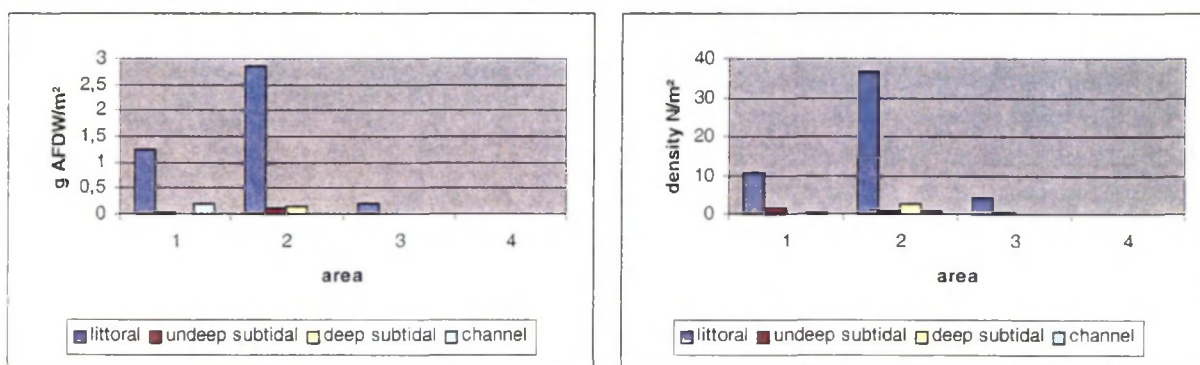 g AFDW/m²
3
2,5
2
1,5
1
0,5
0
1 2 3 4
area
littoral undeep subtidal deep subtidal channel
density N/m²
40
30
20
10
0
1 2 3 4
area
littoral undeep subtidal deep subtidal channel